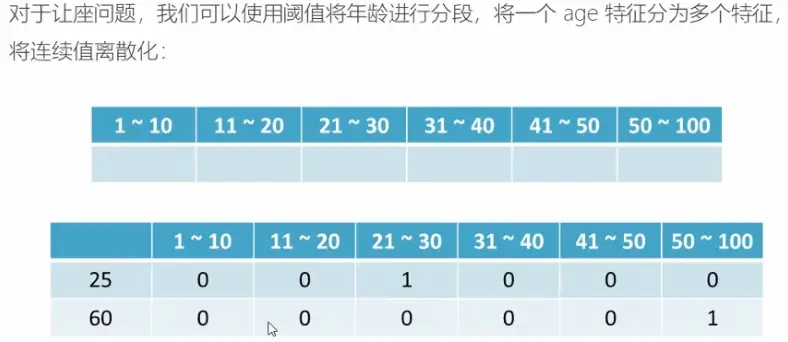 对于让座问题，我们可以使用阈值将年龄进行分段，将一个 age 特征分为多个特征，
将连续值离散化：
1 ~ 10 11 ~ 20 21 ~ 30 31 ~ 40 41 ~ 50 50 ~ 100
1 ~ 10 11 ~ 20 21 ~ 30 31 ~ 40 41 ~ 50 50 ~ 100
25 0 0 1 0 0 0
60 0 0 0 0 0 1